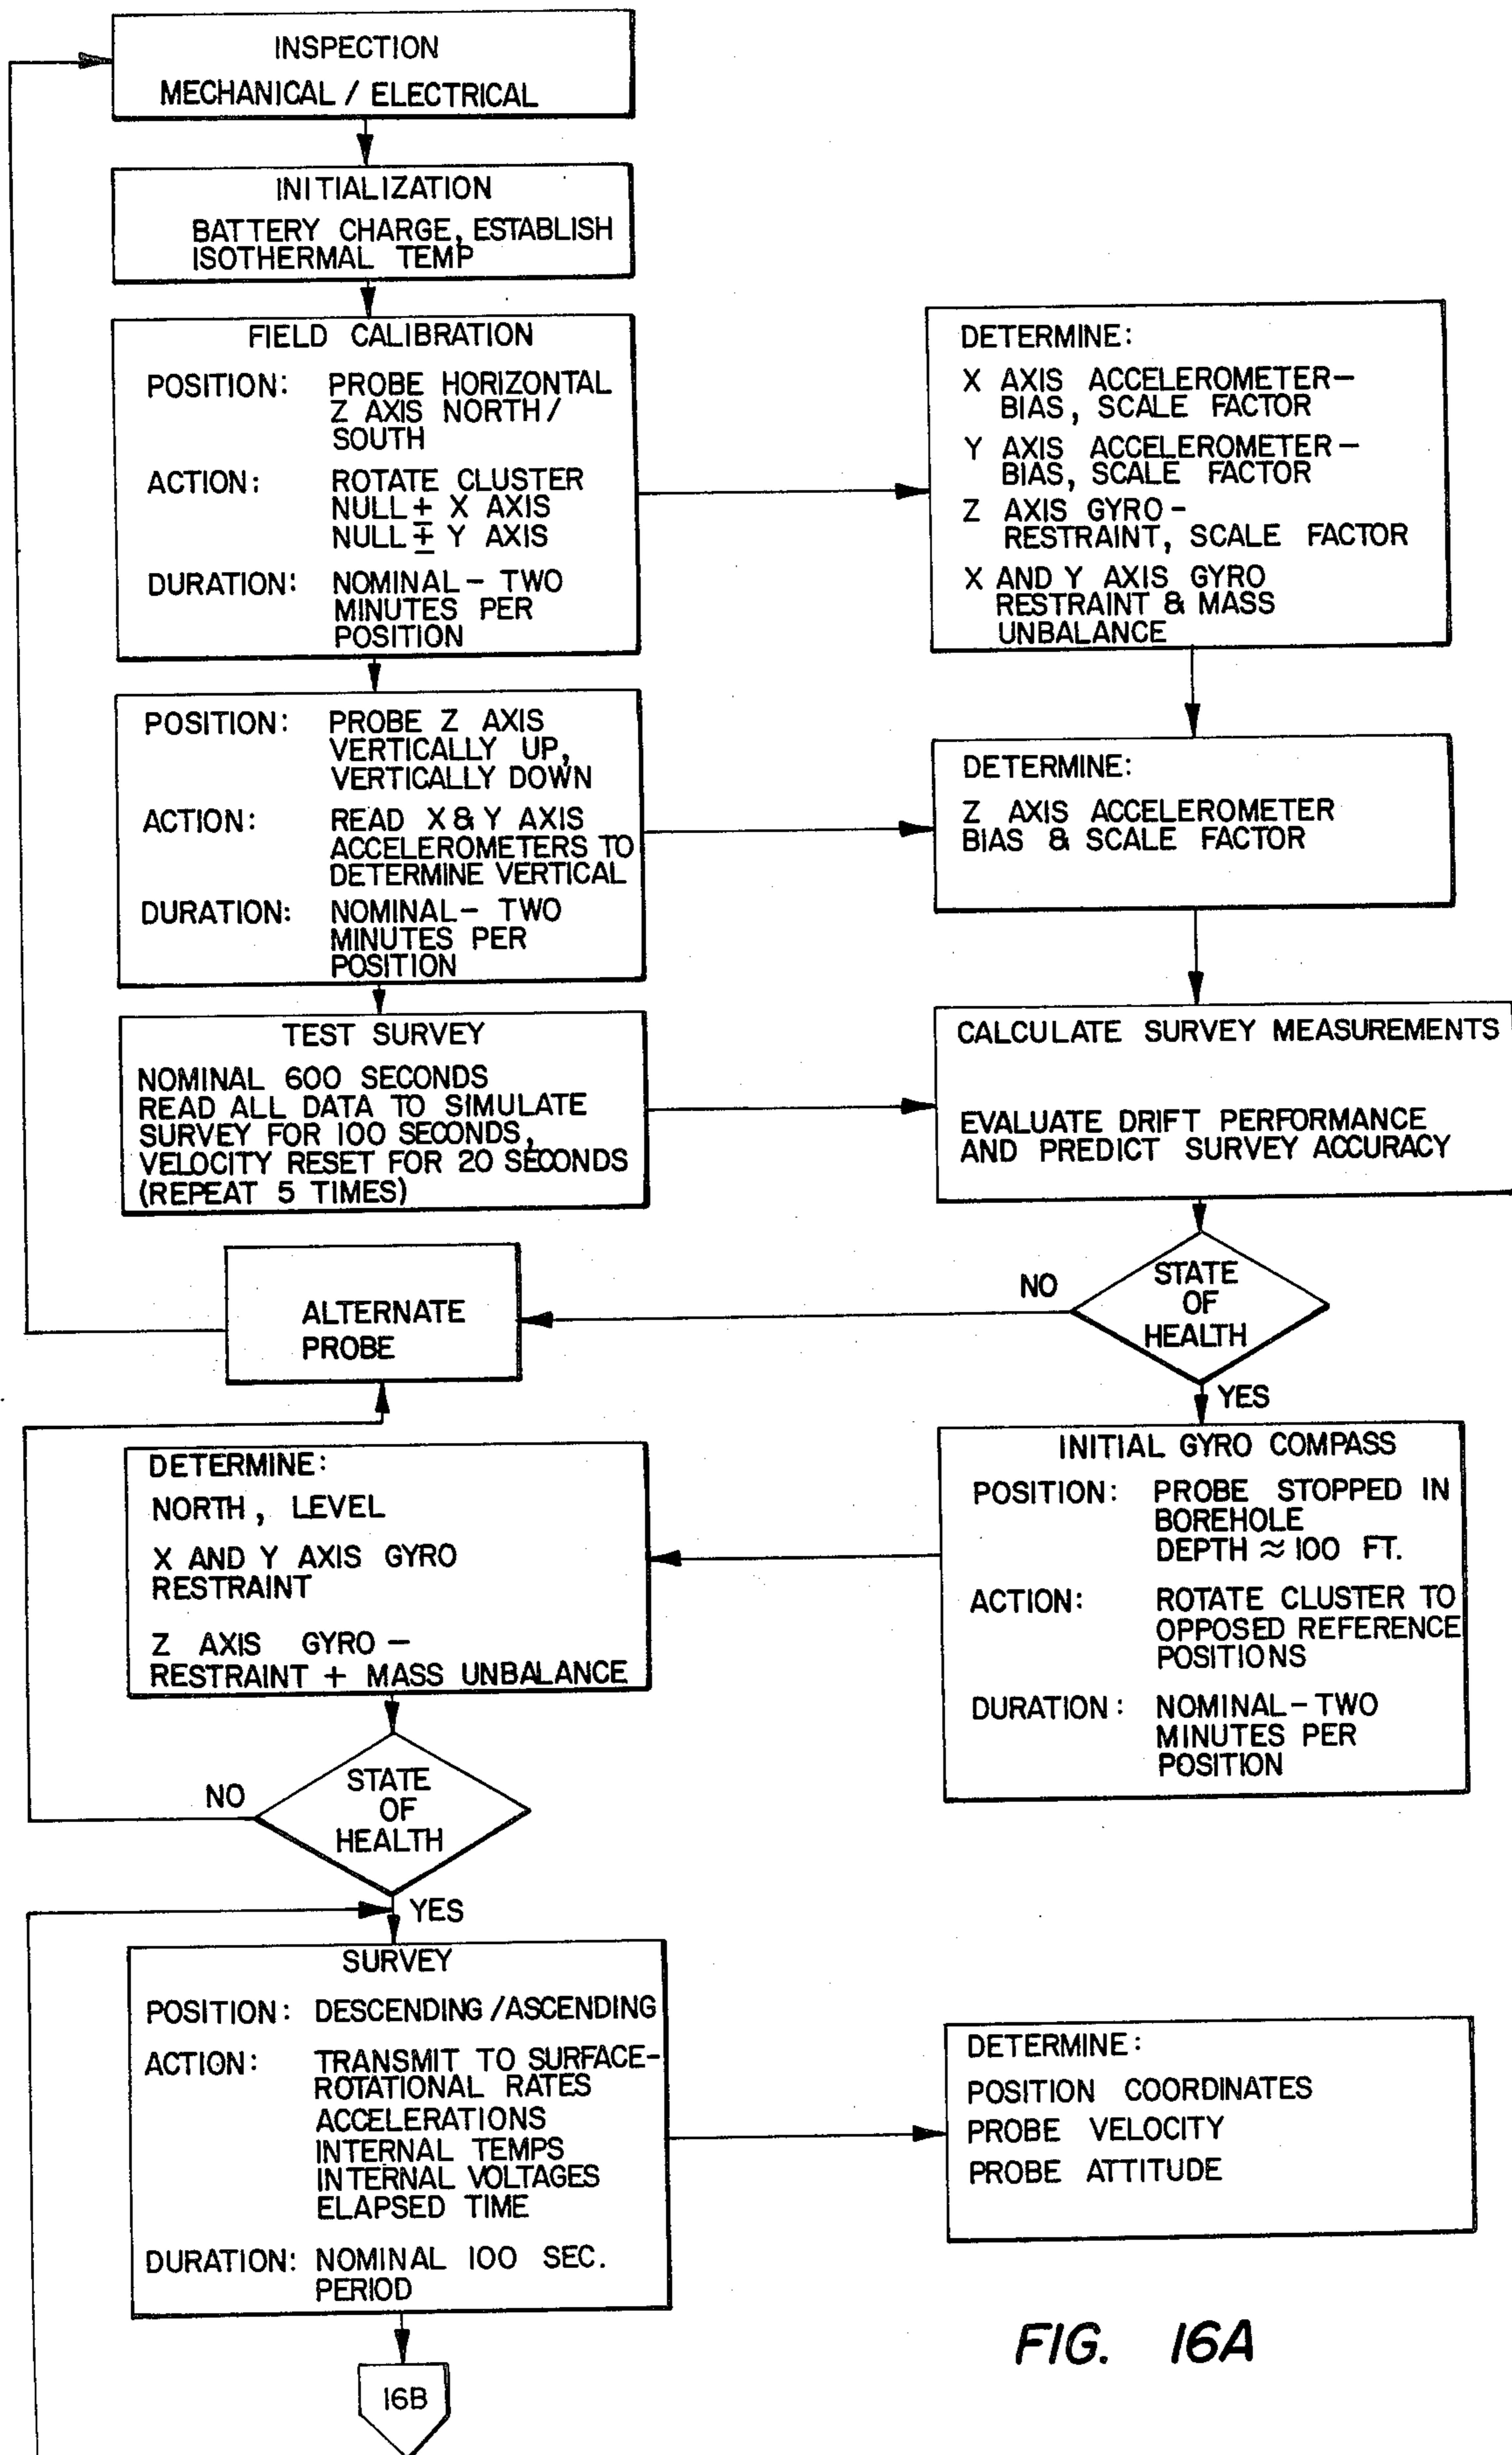 INSPECTION
MECHANICAL / ELECTRICAL
INITIALIZATION
BATTERY CHARGE, ESTABLISH
ISOTHERMAL TEMP
FIELD CALIBRATION
POSITION: PROBE HORIZONTAL
Z AXIS NORTH/
SOUTH
ACTION: ROTATE CLUSTER
NULL ± X AXIS
NULL ± Y AXIS
DURATION: NOMINAL - TWO
MINUTES PER
POSITION
DETERMINE:
X AXIS ACCELEROMETER-
BIAS, SCALE FACTOR
Y AXIS ACCELEROMETER-
BIAS, SCALE FACTOR
Z AXIS GYRO-
RESTRAINT, SCALE FACTOR
X AND Y AXIS GYRO
RESTRAINT & MASS
UNBALANCE
POSITION: PROBE Z AXIS
VERTICALLY UP,
VERTICALLY DOWN
ACTION: READ X & Y AXIS
ACCELEROMETERS TO
DETERMINE VERTICAL
DURATION: NOMINAL - TWO
MINUTES PER
POSITION
DETERMINE:
Z AXIS ACCELEROMETER
BIAS & SCALE FACTOR
TEST SURVEY
NOMINAL 600 SECONDS
READ ALL DATA TO SIMULATE
SURVEY FOR 100 SECONDS,
VELOCITY RESET FOR 20 SECONDS
(REPEAT 5 TIMES)
CALCULATE SURVEY MEASUREMENTS
EVALUATE DRIFT PERFORMANCE
AND PREDICT SURVEY ACCURACY
STATE
OF
HEALTH
NO
YES
ALTERNATE
PROBE
INITIAL GYRO COMPASS
POSITION: PROBE STOPPED IN
BOREHOLE
DEPTH ≈ 100 FT.
ACTION: ROTATE CLUSTER TO
OPPOSED REFERENCE
POSITIONS
DURATION: NOMINAL - TWO
MINUTES PER
POSITION
DETERMINE:
NORTH, LEVEL
X AND Y AXIS GYRO
RESTRAINT
Z AXIS GYRO -
RESTRAINT + MASS UNBALANCE
STATE
OF
HEALTH
NO
YES
SURVEY
POSITION: DESCENDING/ASCENDING
ACTION: TRANSMIT TO SURFACE-
ROTATIONAL RATES
ACCELERATIONS
INTERNAL TEMPS
INTERNAL VOLTAGES
ELAPSED TIME
DURATION: NOMINAL 100 SEC.
PERIOD
DETERMINE:
POSITION COORDINATES
PROBE VELOCITY
PROBE ATTITUDE
16B
FIG. 16A